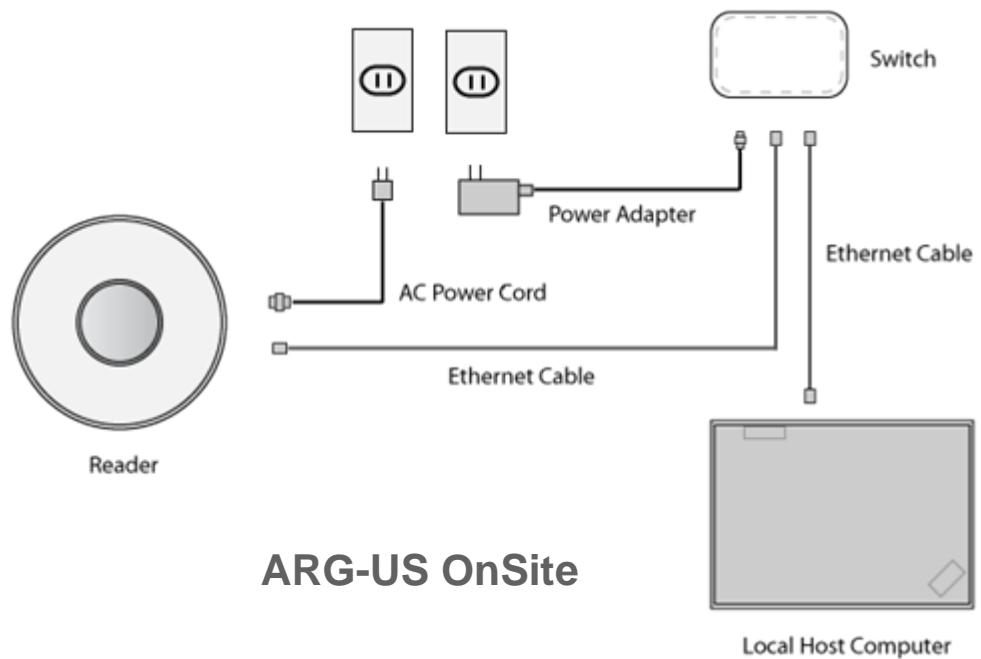 Switch
Power Adapter
Ethernet Cable
AC Power Cord
Ethernet Cable
Reader
ARG-US OnSite
Local Host Computer